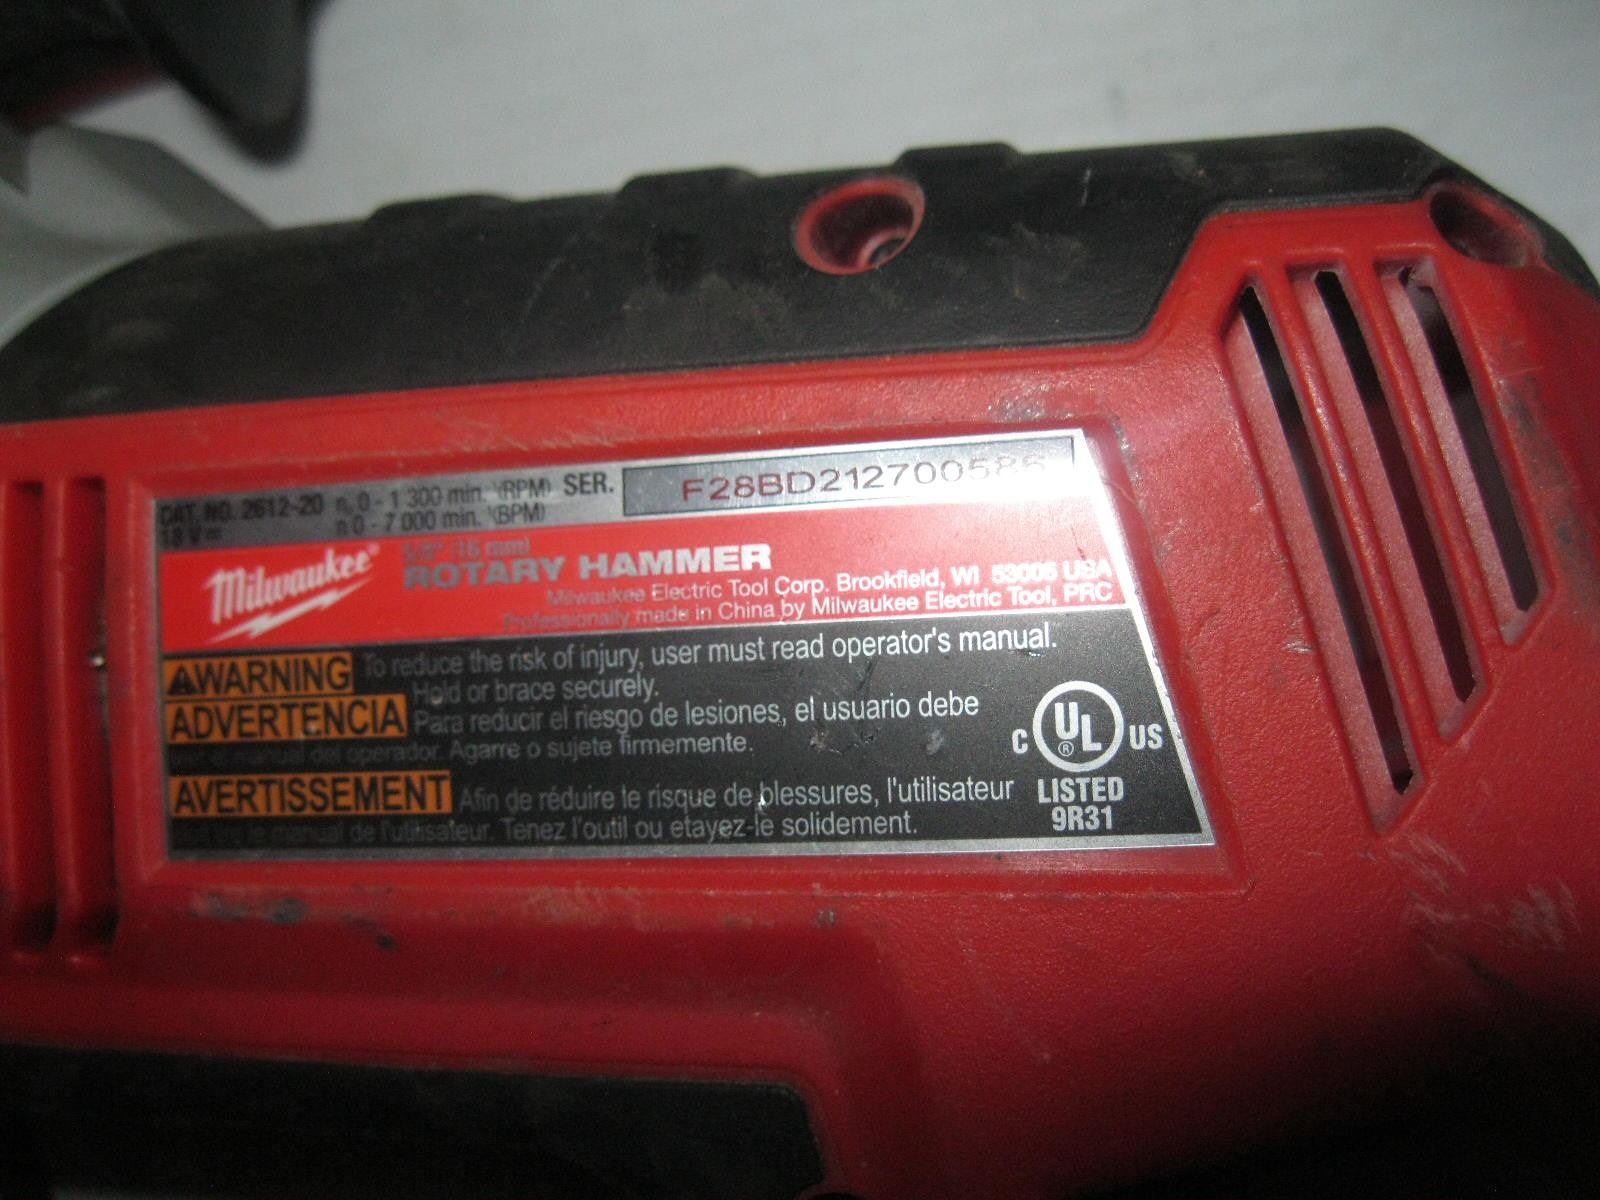 CAT. NO. 2612-20 n₀ 0 - 1 300 min.⁻¹(RPM) SER. F28BD212700586
18 V⎓ n 0 - 7 000 min.⁻¹(BPM)
Milwaukee® 5/8" (16 mm)
ROTARY HAMMER
Milwaukee Electric Tool Corp. Brookfield, WI 53005 USA
Professionally made in China by Milwaukee Electric Tool, PRC
WARNING To reduce the risk of injury, user must read operator's manual.
Hold or brace securely.
ADVERTENCIA Para reducir el riesgo de lesiones, el usuario debe
el manual del operador. Agarre o sujete firmemente.
AVERTISSEMENT Afin de réduire le risque de blessures, l'utilisateur
le manuel de l'utilisateur. Tenez l'outil ou etayez-le solidement.
C UL® US
LISTED
9R31